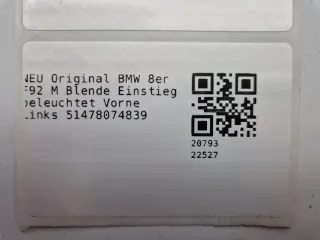 NEU Original BMW 8er
F92 M Blende Einstieg
beleuchtet Vorne
Links 51478074839
20793
22527